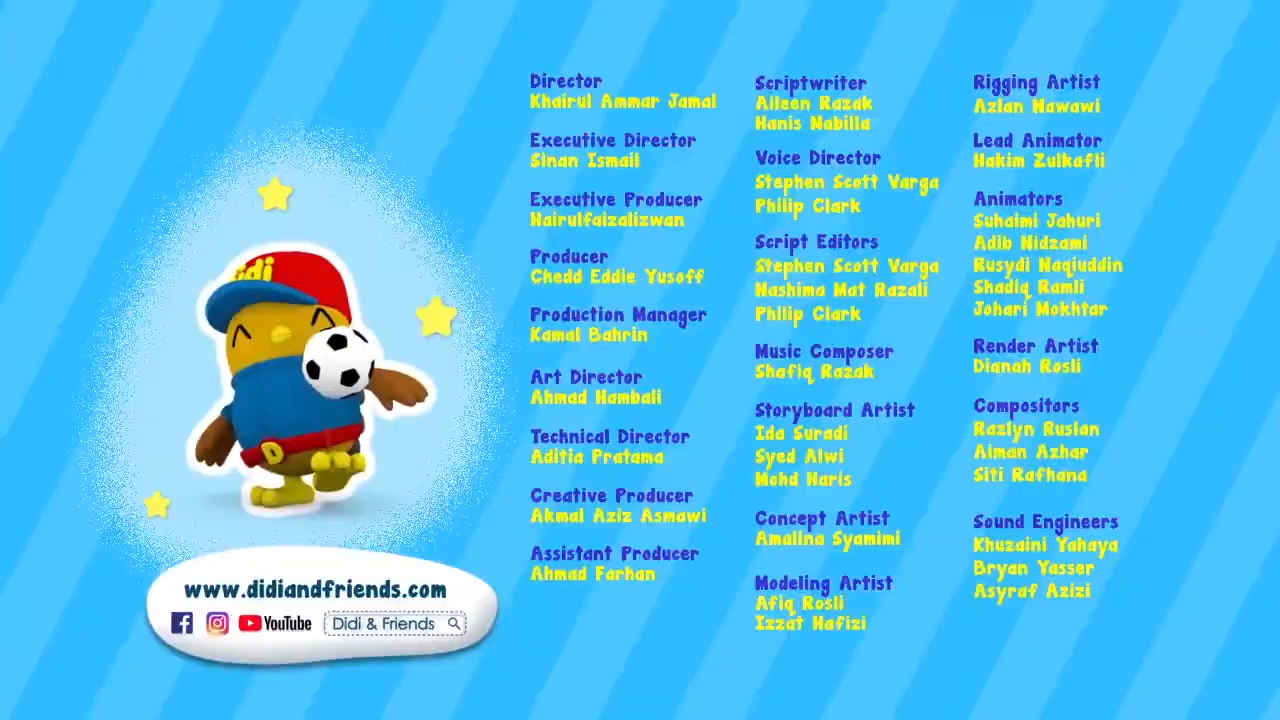 Director
Khairul Ammar Jamal
Executive Director
Sinan Ismail
Executive Producer
Hairulfaizalizwan
Producer
Chedd Eddie Yusoff
Production Manager
Kamal Bahrin
Art Director
Ahmad Hambali
Technical Director
Aditia Pratama
Creative Producer
Akmal Aziz Asmawi
Assistant Producer
Ahmad Farhan
Scriptwriter
Aileen Razak
Hanis Nabilla
Voice Director
Stephen Scott Varga
Philip Clark
Script Editors
Stephen Scott Varga
Nashima Mat Razali
Philip Clark
Music Composer
Shafiq Razak
Storyboard Artist
Ida Suradi
Syed Alwi
Mohd Haris
Concept Artist
Amalina Syamimi
Modeling Artist
Afiq Rosli
Izzat Hafizi
Rigging Artist
Azlan Hawawi
Lead Animator
Hakim Zulkafli
Animators
Suhaimi Jahuri
Adib Nidzami
Rusydi Naqiuddin
Shadiq Ramli
Johari Mokhtar
Render Artist
Dianah Rosli
Compositors
Razlyn Ruslan
Aiman Azhar
Siti Rafhana
Sound Engineers
Khuzaini Yahaya
Bryan Yasser
Asyraf Azizi
www.didiandfriends.com
YouTube
Didi & Friends